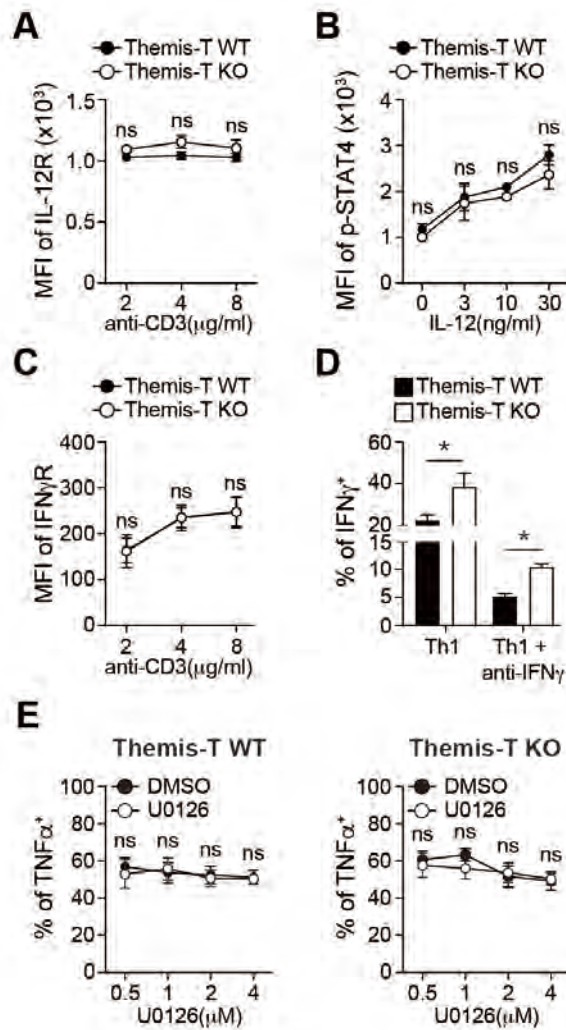 A
Themis-T WT
Themis-T KO
MFI of IL-12R (x10³)
1.5
1.0
0.5
0
ns ns ns
2 4 8
anti-CD3(μg/ml)
B
Themis-T WT
Themis-T KO
MFI of p-STAT4 (x10³)
4
3
2
1
0
ns ns ns ns
0 3 10 30
IL-12(ng/ml)
C
Themis-T WT
Themis-T KO
MFI of IFNγR
400
300
200
100
0
ns ns ns
2 4 8
anti-CD3(μg/ml)
D
Themis-T WT
Themis-T KO
% of IFNγ⁺
60
40
20
15
10
5
0
* *
Th1 Th1 +
anti-IFNγ
E
Themis-T WT
DMSO
U0126
% of TNFα⁺
100
80
60
40
20
0
ns ns ns ns
0.5 1 2 4
U0126(μM)
Themis-T KO
DMSO
U0126
% of TNFα⁺
100
80
60
40
20
0
ns ns ns ns
0.5 1 2 4
U0126(μM)